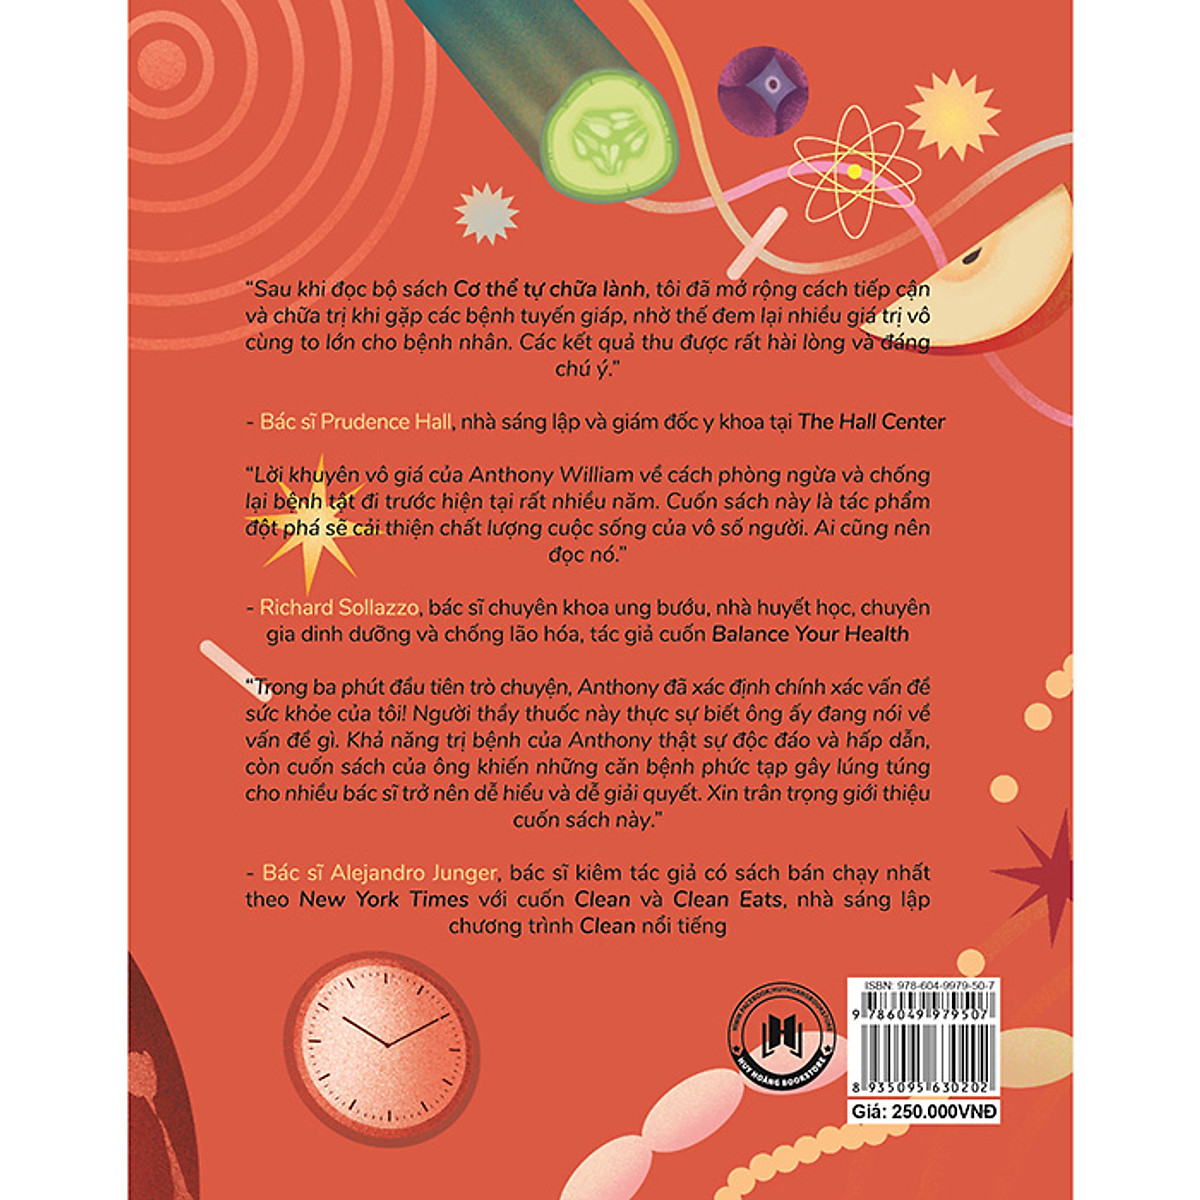 “Sau khi đọc bộ sách Cơ thể tự chữa lành, tôi đã mở rộng cách tiếp cận
và chữa trị khi gặp các bệnh tuyến giáp, nhờ thế đem lại nhiều giá trị vô
cùng to lớn cho bệnh nhân. Các kết quả thu được rất hài lòng và đáng
chú ý.”
- Bác sĩ Prudence Hall, nhà sáng lập và giám đốc y khoa tại The Hall Center
“Lời khuyên vô giá của Anthony William về cách phòng ngừa và chống
lại bệnh tật đi trước hiện tại rất nhiều năm. Cuốn sách này là tác phẩm
đột phá sẽ cải thiện chất lượng cuộc sống của vô số người. Ai cũng nên
đọc nó.”
- Richard Sollazzo, bác sĩ chuyên khoa ung bướu, nhà huyết học, chuyên
gia dinh dưỡng và chống lão hóa, tác giả cuốn Balance Your Health
“Trong ba phút đầu tiên trò chuyện, Anthony đã xác định chính xác vấn đề
sức khỏe của tôi! Người thầy thuốc này thực sự biết ông ấy đang nói về
vấn đề gì. Khả năng trị bệnh của Anthony thật sự độc đáo và hấp dẫn,
còn cuốn sách của ông khiến những căn bệnh phức tạp gây lúng túng
cho nhiều bác sĩ trở nên dễ hiểu và dễ giải quyết. Xin trân trọng giới thiệu
cuốn sách này.”
- Bác sĩ Alejandro Junger, bác sĩ kiêm tác giả có sách bán chạy nhất
theo New York Times với cuốn Clean và Clean Eats, nhà sáng lập
chương trình Clean nổi tiếng
WWW.FACEBOOK/HUYHOANGBOOKSTORE
HUY HOÀNG BOOKSTORE
ISBN: 978-604-9979-50-7
9 786049 979507
8 935095 630202
Giá: 250.000VNĐ